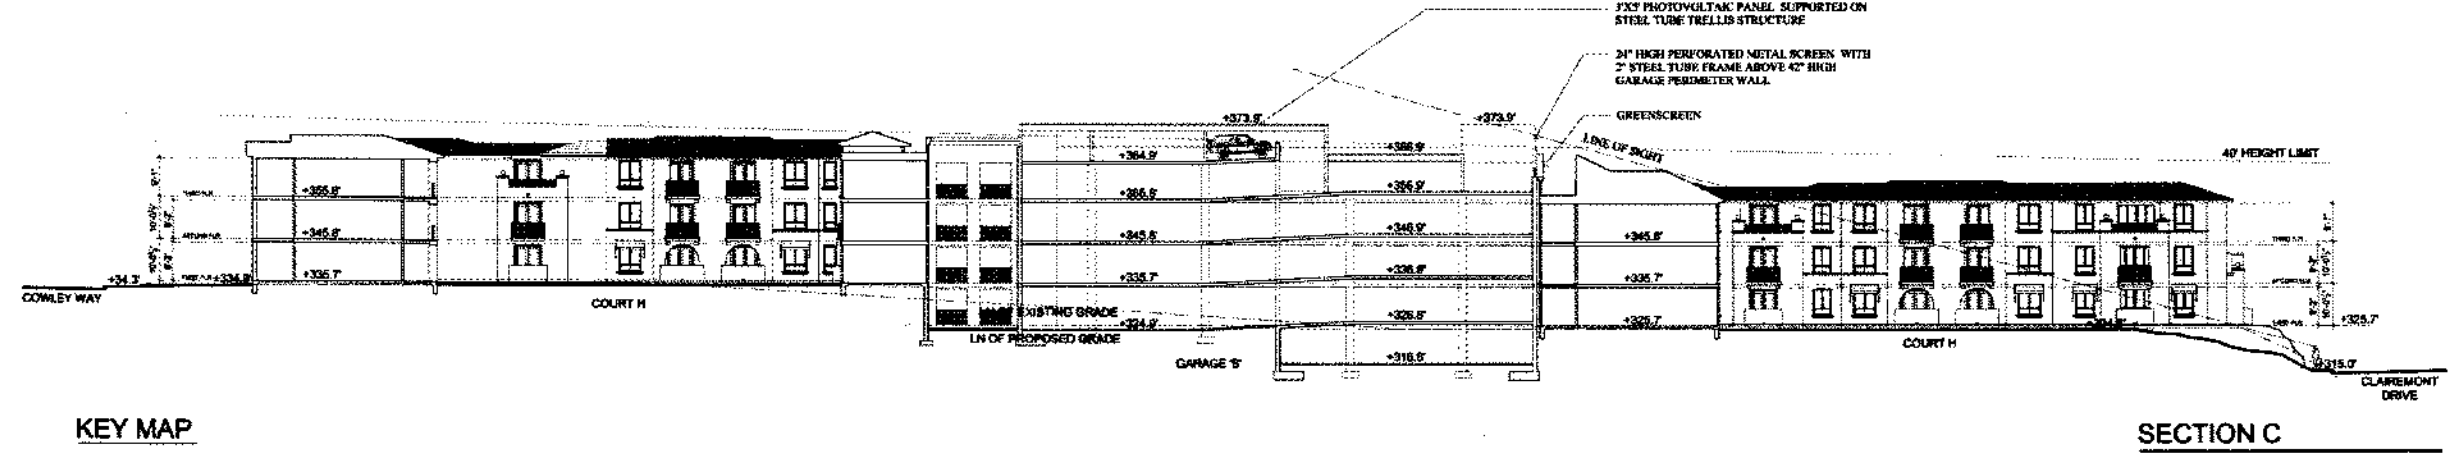 3'X5' PHOTOVOLTAIC PANEL SUPPORTED ON
STEEL TUBE TRELLIS STRUCTURE
24" HIGH PERFORATED METAL SCREEN WITH
2" STEEL TUBE FRAME ABOVE 42" HIGH
GARAGE PERIMETER WALL
GREENSCREEN
+373.9'
+373.9'
LINE OF SIGHT
40' HEIGHT LIMIT
+364.9'
+366.9'
+355.8'
+355.8'
+356.9'
+345.8'
+345.8'
+346.9'
+345.8'
+34.3'
+334.9'
+335.7'
+335.7'
+336.8'
+335.7'
COWLEY WAY
COURT H
EXISTING GRADE
+326.8'
+325.7'
+325.7'
LN OF PROPOSED GRADE
GARAGE 'B'
+316.8'
COURT H
+315.0'
CLAIREMONT
DRIVE
KEY MAP
SECTION C